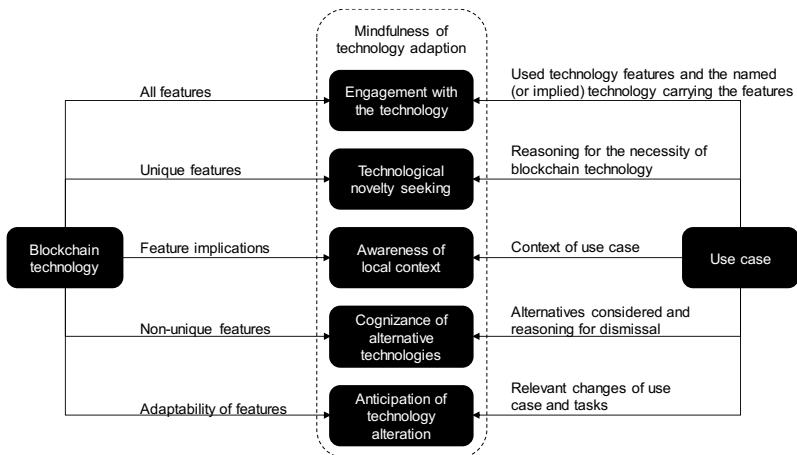 Mindfulness of
technology adaption
All features
Engagement with
the technology
Used technology features and the named
(or implied) technology carrying the features
Unique features
Technological
novelty seeking
Reasoning for the necessity of
blockchain technology
Blockchain
technology
Feature implications
Awareness of
local context
Context of use case
Use case
Non-unique features
Cognizance of
alternative
technologies
Alternatives considered and
reasoning for dismissal
Adaptability of features
Anticipation of
technology
alteration
Relevant changes of use
case and tasks